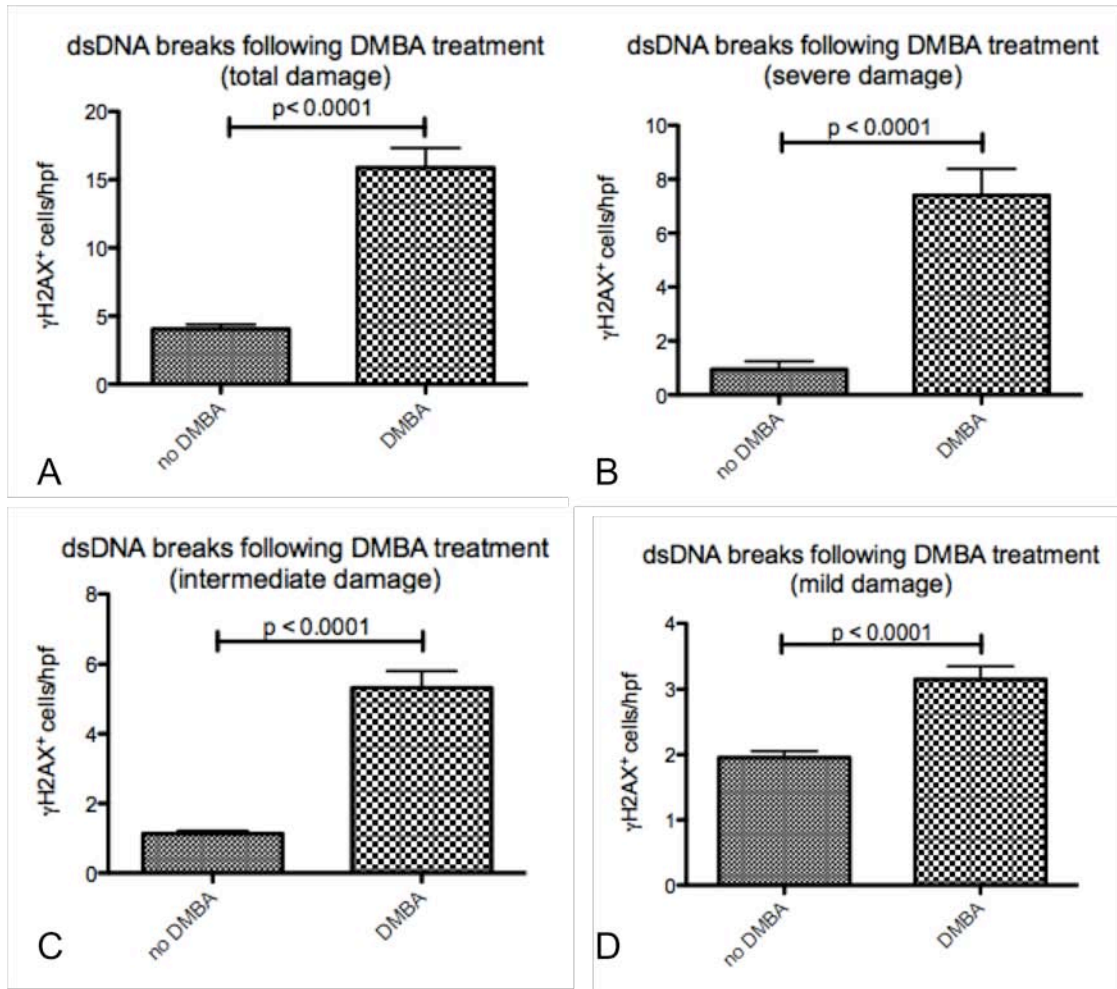 dsDNA breaks following DMBA treatment
(total damage)
p< 0.0001
γH2AX⁺ cells/hpf
20
15
10
5
0
no DMBA
DMBA
A
dsDNA breaks following DMBA treatment
(severe damage)
p < 0.0001
γH2AX⁺ cells/hpf
10
8
6
4
2
0
no DMBA
DMBA
B
dsDNA breaks following DMBA treatment
(intermediate damage)
p < 0.0001
γH2AX⁺ cells/hpf
8
6
4
2
0
no DMBA
DMBA
C
dsDNA breaks following DMBA treatment
(mild damage)
p < 0.0001
γH2AX⁺ cells/hpf
4
3
2
1
0
no DMBA
DMBA
D